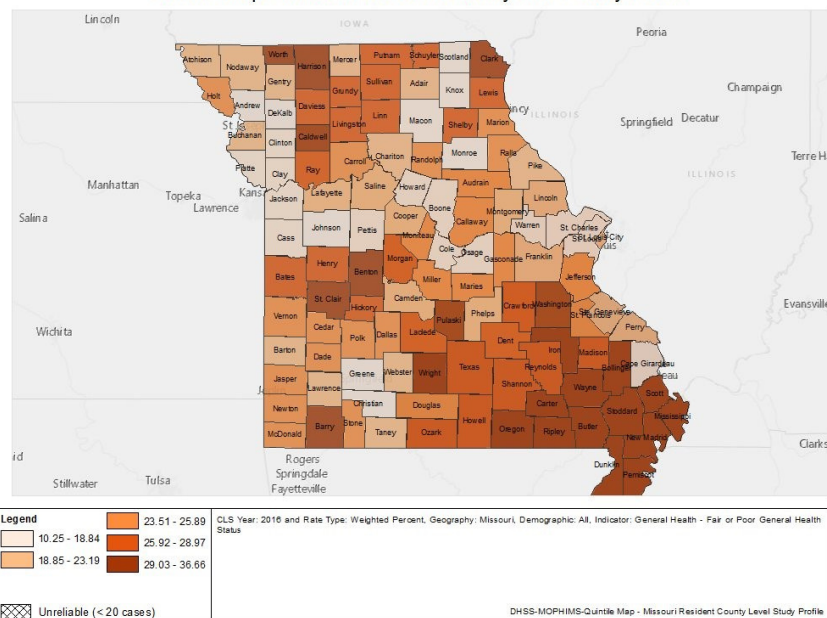 Lincoln
IOWA
Peoria
Atchison
Nodaway
Worth
Harrison
Mercer
Putnam
Schuyler
Scotland
Clark
Gentry
Holt
Andrew
DeKalb
Daviess
Grundy
Sullivan
Adair
Knox
Lewis
Champaign
ILLINOIS
Springfield
Decatur
Buchanan
Clinton
Caldwell
Livingston
Linn
Macon
Shelby
Marion
Platte
Clay
Ray
Carroll
Chariton
Randolph
Monroe
Ralls
Pike
Terre H
ILLINOIS
Manhattan
Topeka
Lawrence
Kans
Jackson
Lafayette
Saline
Howard
Boone
Audrain
Callaway
Montgomery
Lincoln
Salina
Cass
Johnson
Pettis
Cooper
Moniteau
Cole
Osage
Gasconade
Warren
St. Charles
Franklin
Jefferson
Bates
Henry
Benton
Morgan
Miller
Maries
St. Clair
Hickory
Camden
Pulaski
Phelps
Crawford
Washington
St. Francois
Ste. Genevieve
Perry
Evansville
Wichita
Vernon
Cedar
Polk
Dallas
Laclede
Dent
Iron
Madison
Bollinger
Cape Girardeau
eau
Barton
Dade
Greene
Webster
Wright
Texas
Shannon
Reynolds
Wayne
Scott
Jasper
Lawrence
Christian
Douglas
Carter
Stoddard
Mississippi
Newton
McDonald
Barry
Stone
Taney
Ozark
Howell
Oregon
Ripley
Butler
New Madrid
Dunklin
Pemiscot
Clarks
Rogers
Springdale
Fayetteville
Stillwater
Tulsa
Legend
10.25 - 18.84
18.85 - 23.19
23.51 - 25.89
25.92 - 28.97
29.03 - 36.66
Unreliable (< 20 cases)
CLS Year: 2016 and Rate Type: Weighted Percent, Geography: Missouri, Demographic: All, Indicator: General Health - Fair or Poor General Health
Status
DHSS-MOPHIMS-Quintile Map - Missouri Resident County Level Study Profile